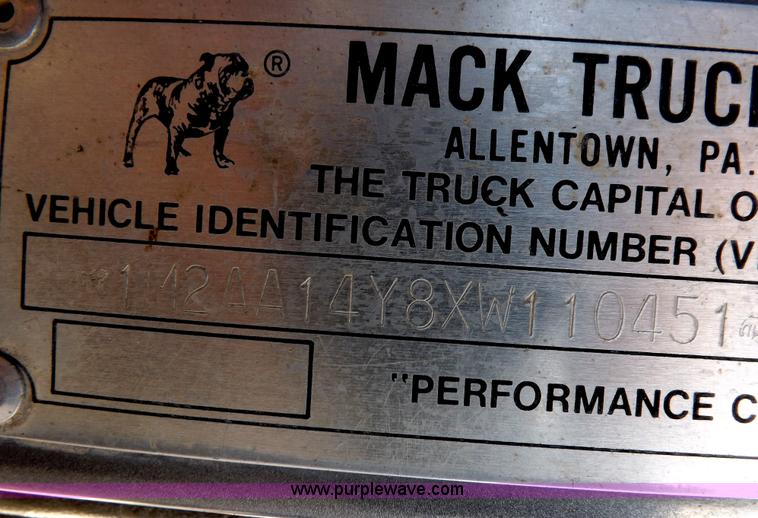 ®
MACK TRUC
ALLENTOWN, PA.
THE TRUCK CAPITAL O
VEHICLE IDENTIFICATION NUMBER (V
1M2AA14Y8XW110451
"PERFORMANCE C
www.purplewave.com